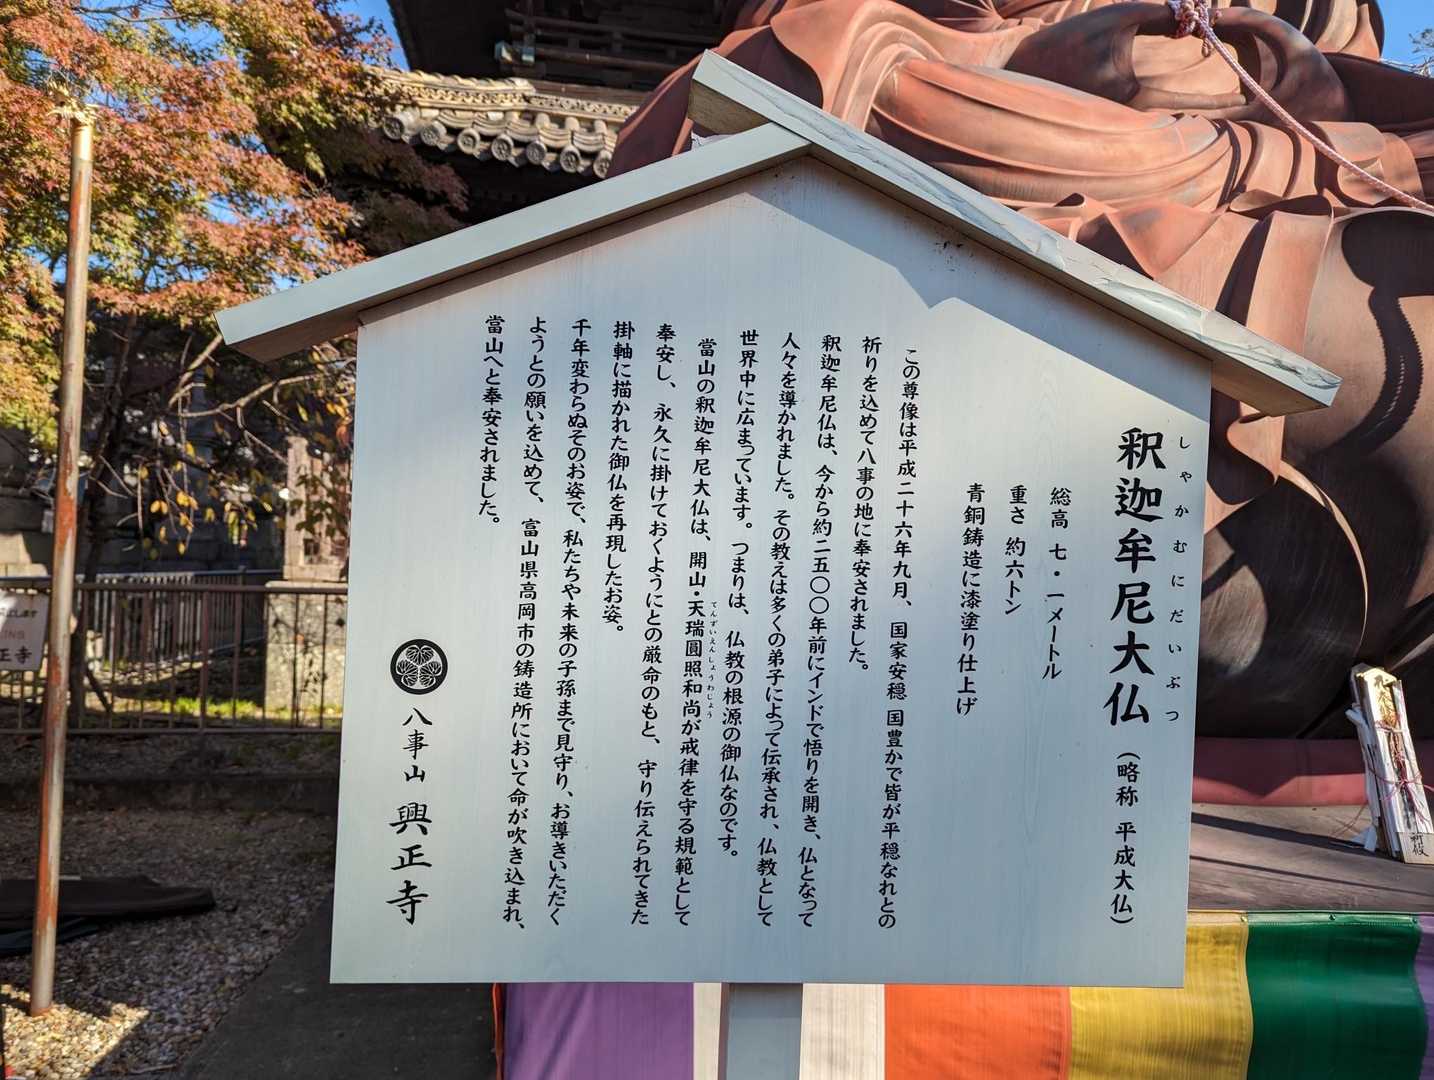 釈迦牟尼大仏（略称 平成大仏）
しゃかむにだいぶつ
総高 七・一メートル
重さ 約六トン
青銅鋳造に漆塗り仕上げ
この尊像は平成二十六年九月、国家安穏 国豊かで皆が平穏なれとの
祈りを込めて八事の地に奉安されました。
釈迦牟尼仏は、今から約二五〇〇年前にインドで悟りを開き、仏となって
人々を導かれました。その教えは多くの弟子によって伝承され、仏教として
世界中に広まっています。つまりは、仏教の根源の御仏なのです。
當山の釈迦牟尼大仏は、開山・天瑞圓照和尚が戒律を守る規範として
てんずいえんしょうわじょう
奉安し、永久に掛けておくようにとの厳命のもと、守り伝えられてきた
掛軸に描かれた御仏を再現したお姿。
千年変わらぬそのお姿で、私たちや未来の子孫まで見守り、お導きいただく
ようとの願いを込めて、富山県高岡市の鋳造所において命が吹き込まれ、
當山へと奉安されました。
八事山 興正寺
正寺